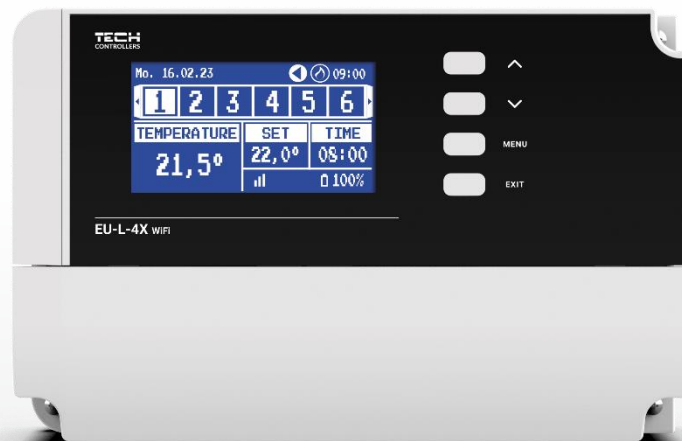 TECH
CONTROLLERS
Mo. 16.02.23 09:00
1 2 3 4 5 6
TEMPERATURE SET TIME
21,5° 22,0° 08:00
100%
MENU
EXIT
EU-L-4X WiFi